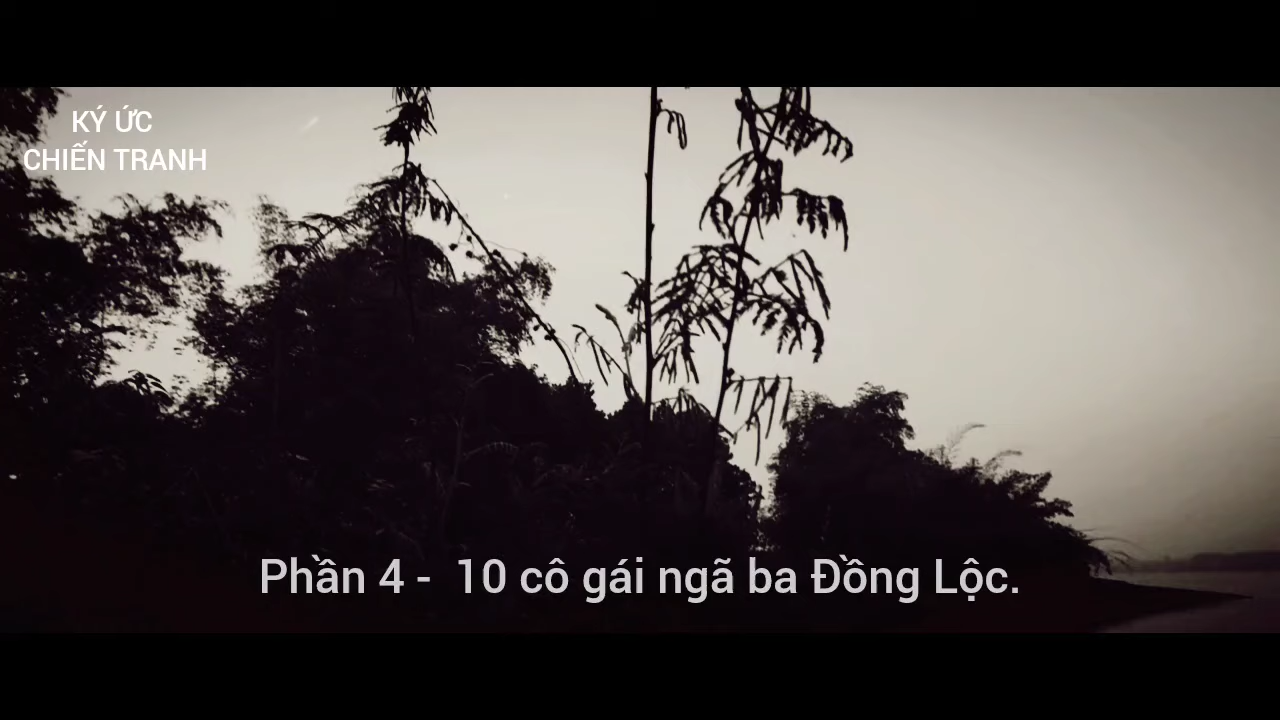 KÝ ỨC
CHIẾN TRANH
Phần 4 - 10 cô gái ngã ba Đồng Lộc.